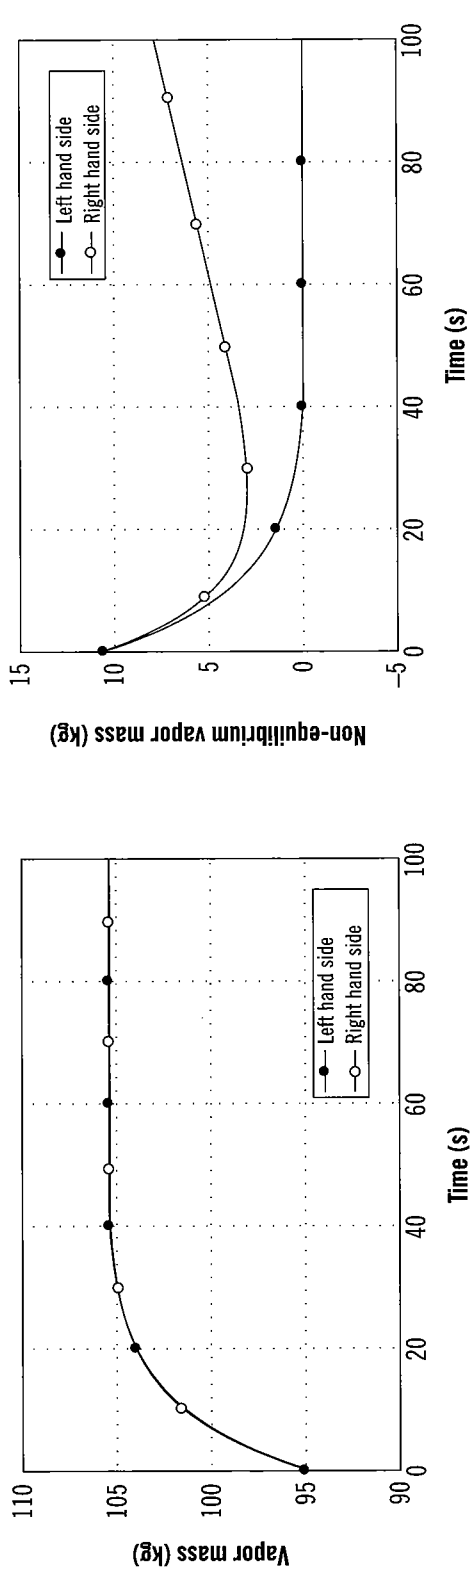 110
105
100
95
90
0
20
40
60
80
100
Vapor mass (kg)
Time (s)
Left hand side
Right hand side
15
10
5
0
–5
0
20
40
60
80
100
Non-equilibrium vapor mass (kg)
Time (s)
Left hand side
Right hand side